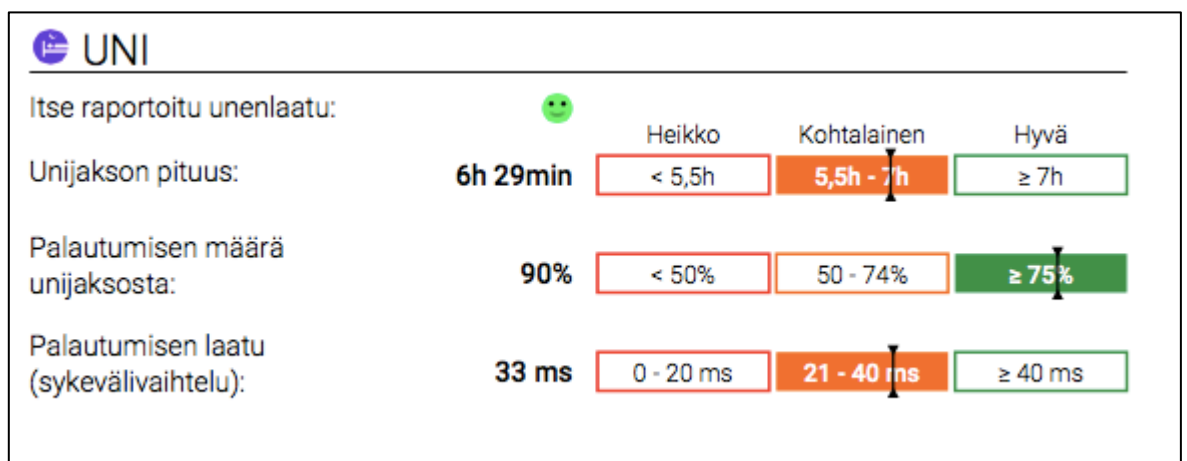 UNI
Itse raportoitu unenlaatu:
Heikko Kohtalainen Hyvä
Unijakson pituus: 6h 29min < 5,5h 5,5h - 7h ≥ 7h
Palautumisen määrä
unijaksosta: 90% < 50% 50 - 74% ≥ 75%
Palautumisen laatu
(sykevälivaihtelu): 33 ms 0 - 20 ms 21 - 40 ms ≥ 40 ms